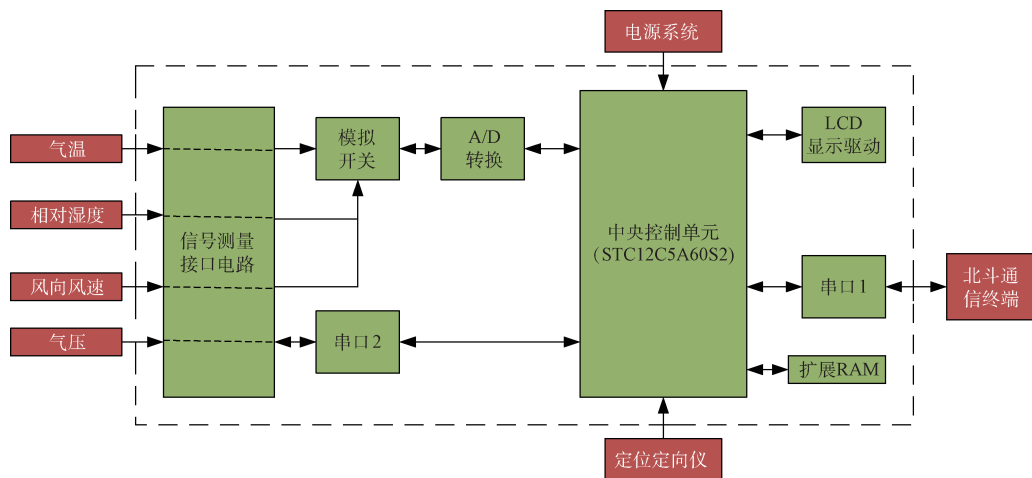 电源系统
气温
相对湿度
风向风速
气压
信号测量
接口电路
模拟
开关
A/D
转换
串口2
中央控制单元
(STC12C5A60S2)
LCD
显示驱动
串口1
扩展RAM
北斗通
信终端
定位定向仪